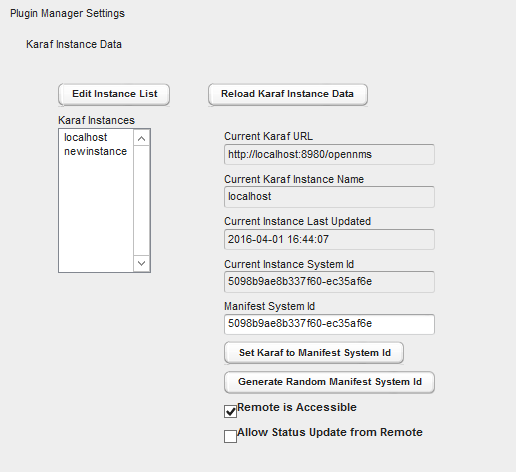 Plugin Manager Settings
Karaf Instance Data
Edit Instance List
Reload Karaf Instance Data
Karaf Instances
localhost
newinstance
Current Karaf URL
http://localhost:8980/opennms
Current Karaf Instance Name
localhost
Current Instance Last Updated
2016-04-01 16:44:07
Current Instance System Id
5098b9ae8b337f60-ec35af6e
Manifest System Id
5098b9ae8b337f60-ec35af6e
Set Karaf to Manifest System Id
Generate Random Manifest System Id
Remote is Accessible
Allow Status Update from Remote